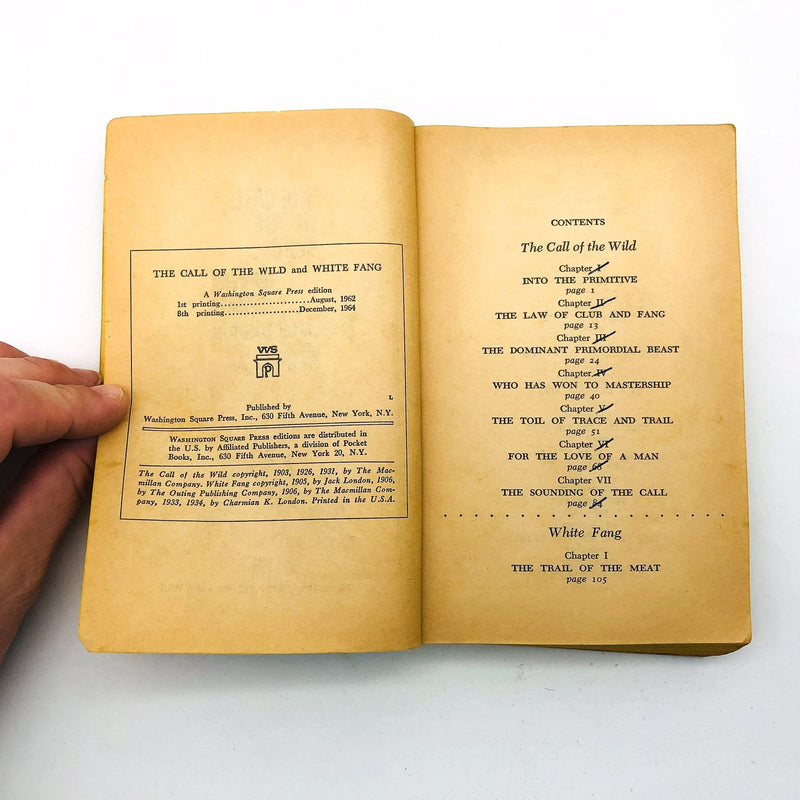 THE CALL OF THE WILD and WHITE FANG
A Washington Square Press edition
1st printing.......................August, 1962
8th printing...................December, 1964
WS
L
Published by
Washington Square Press, Inc., 630 Fifth Avenue, New York, N.Y.
WASHINGTON SQUARE PRESS editions are distributed in
the U.S. by Affiliated Publishers, a division of Pocket
Books, Inc., 630 Fifth Avenue, New York 20, N.Y.
The Call of the Wild copyright, 1903, 1926, 1931, by The Mac-
millan Company. White Fang copyright, 1905, by Jack London, 1906,
by The Outing Publishing Company, 1906, by The Macmillan Com-
pany, 1933, 1934, by Charmian K. London. Printed in the U.S.A.
CONTENTS
The Call of the Wild
Chapter I
INTO THE PRIMITIVE
page 1
Chapter II
THE LAW OF CLUB AND FANG
page 13
Chapter III
THE DOMINANT PRIMORDIAL BEAST
page 24
Chapter IV
WHO HAS WON TO MASTERSHIP
page 40
Chapter V
THE TOIL OF TRACE AND TRAIL
page 51
Chapter VI
FOR THE LOVE OF A MAN
page 68
Chapter VII
THE SOUNDING OF THE CALL
page 84
White Fang
Chapter I
THE TRAIL OF THE MEAT
page 105